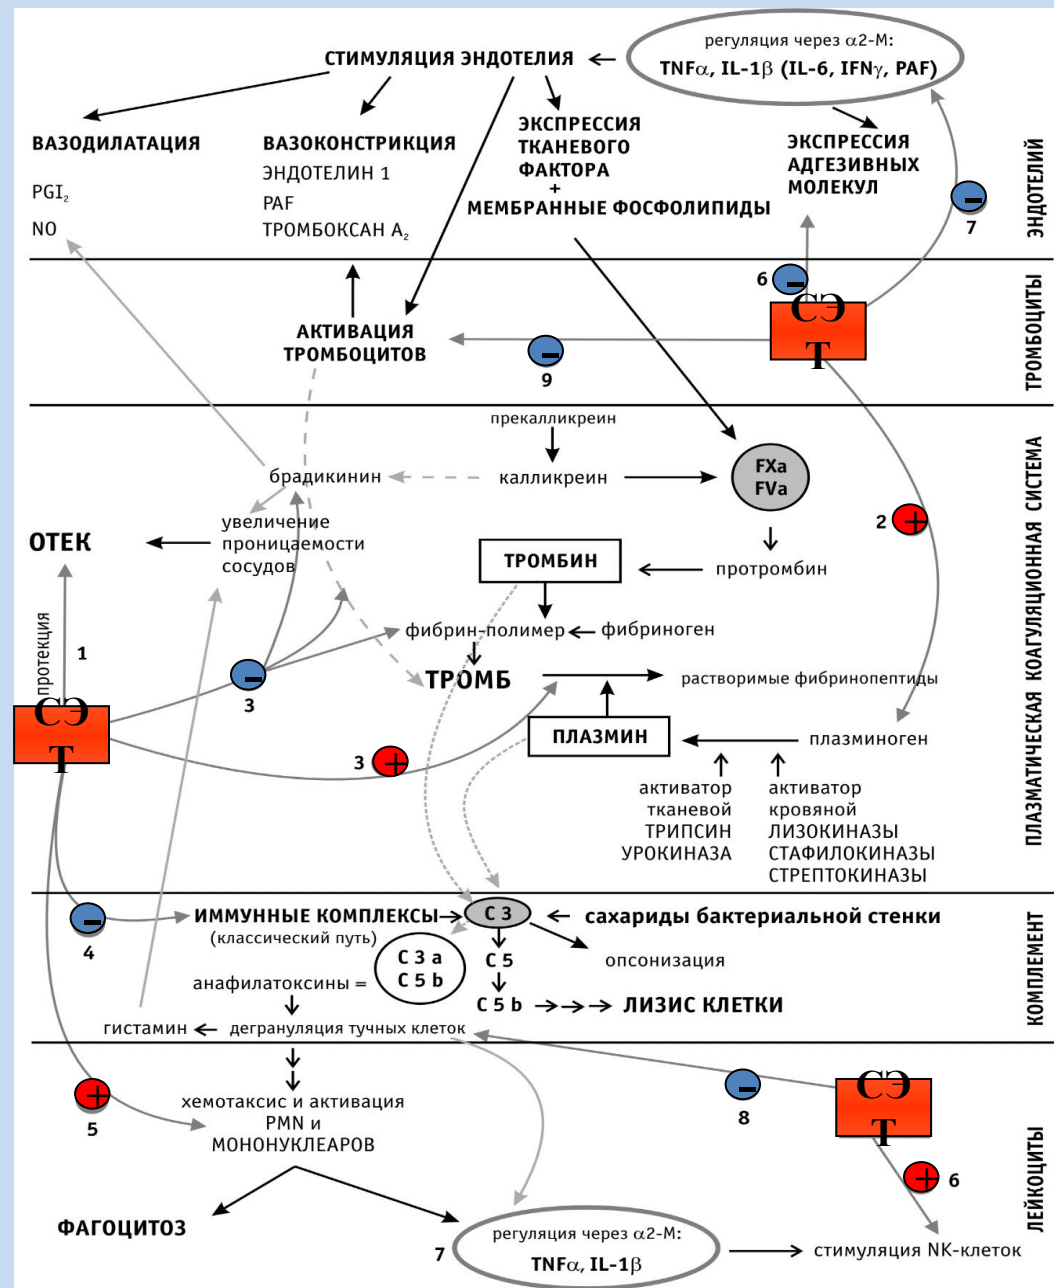 регуляция через α2-М:
TNFα, IL-1β (IL-6, IFNγ, PAF)
СТИМУЛЯЦИЯ ЭНДОТЕЛИЯ
ВАЗОДИЛАТАЦИЯ
PGI₂
NO
ВАЗОКОНСТРИКЦИЯ
ЭНДОТЕЛИН 1
PAF
ТРОМБОКСАН А₂
ЭКСПРЕССИЯ
ТКАНЕВОГО
ФАКТОРА
+
МЕМБРАННЫЕ ФОСФОЛИПИДЫ
ЭКСПРЕССИЯ
АДГЕЗИВНЫХ
МОЛЕКУЛ
-
7
ЭНДОТЕЛИЙ
6
-
СЭ
Т
АКТИВАЦИЯ
ТРОМБОЦИТОВ
-
9
ТРОМБОЦИТЫ
прекалликреин
брадикинин
калликреин
FXa
FVa
2
+
увеличение
проницаемости
сосудов
ОТЕК
ТРОМБИН
протромбин
протекция
1
фибрин-полимер
фибриноген
-
3
ТРОМБ
растворимые фибринопептиды
СЭ
Т
ПЛАЗМИН
плазминоген
3
+
активатор
тканевой
ТРИПСИН
УРОКИНАЗА
активатор
кровяной
ЛИЗОКИНАЗЫ
СТАФИЛОКИНАЗЫ
СТРЕПТОКИНАЗЫ
ПЛАЗМАТИЧЕСКАЯ КОАГУЛЯЦИОННАЯ СИСТЕМА
-
4
ИММУННЫЕ КОМПЛЕКСЫ
(классический путь)
С 3
сахариды бактериальной стенки
С 3 а
С 5 b
С 5
опсонизация
анафилатоксины =
С 5 b
ЛИЗИС КЛЕТКИ
гистамин
дегрануляция тучных клеток
КОМПЛЕМЕНТ
+
5
хемотаксис и активация
PMN и
МОНОНУКЛЕАРОВ
-
8
СЭ
Т
+
6
ФАГОЦИТОЗ
7
регуляция через α2-М:
TNFα, IL-1β
стимуляция NK-клеток
ЛЕЙКОЦИТЫ